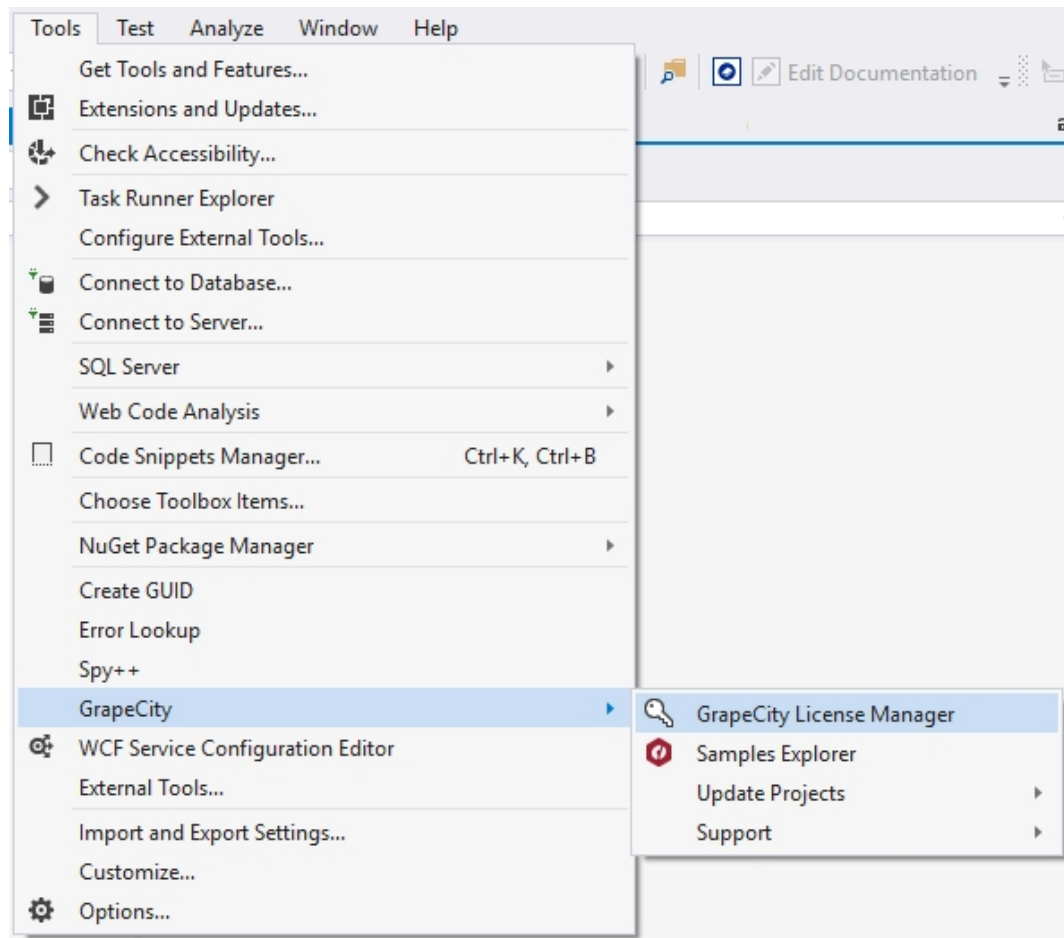 Tools Test Analyze Window Help
Get Tools and Features...
Edit Documentation
Extensions and Updates...
Check Accessibility...
Task Runner Explorer
Configure External Tools...
Connect to Database...
Connect to Server...
SQL Server
Web Code Analysis
Code Snippets Manager... Ctrl+K, Ctrl+B
Choose Toolbox Items...
NuGet Package Manager
Create GUID
Error Lookup
Spy++
GrapeCity
GrapeCity License Manager
WCF Service Configuration Editor
Samples Explorer
External Tools...
Update Projects
Import and Export Settings...
Support
Customize...
Options...